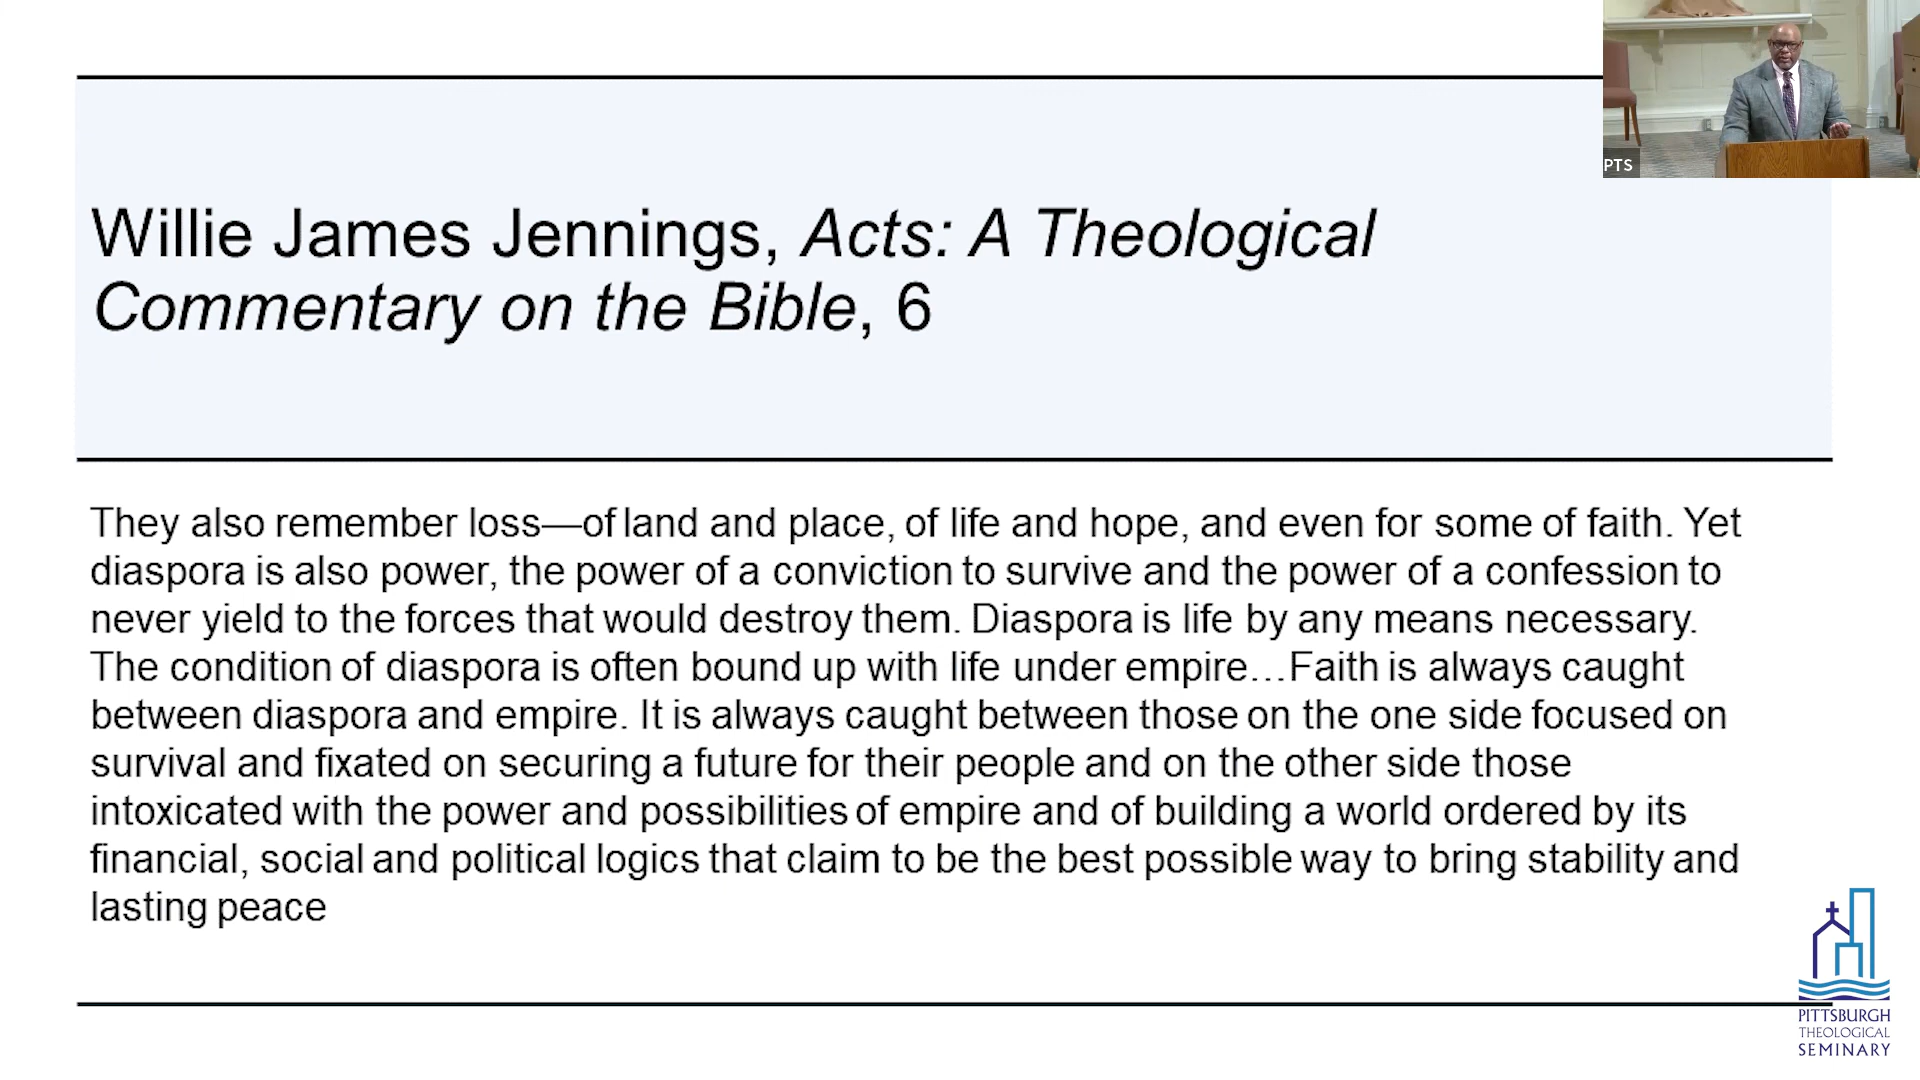 PTS
Willie James Jennings, Acts: A Theological
Commentary on the Bible, 6
They also remember loss—of land and place, of life and hope, and even for some of faith. Yet
diaspora is also power, the power of a conviction to survive and the power of a confession to
never yield to the forces that would destroy them. Diaspora is life by any means necessary.
The condition of diaspora is often bound up with life under empire…Faith is always caught
between diaspora and empire. It is always caught between those on the one side focused on
survival and fixated on securing a future for their people and on the other side those
intoxicated with the power and possibilities of empire and of building a world ordered by its
financial, social and political logics that claim to be the best possible way to bring stability and
lasting peace
PITTSBURGH
THEOLOGICAL
SEMINARY